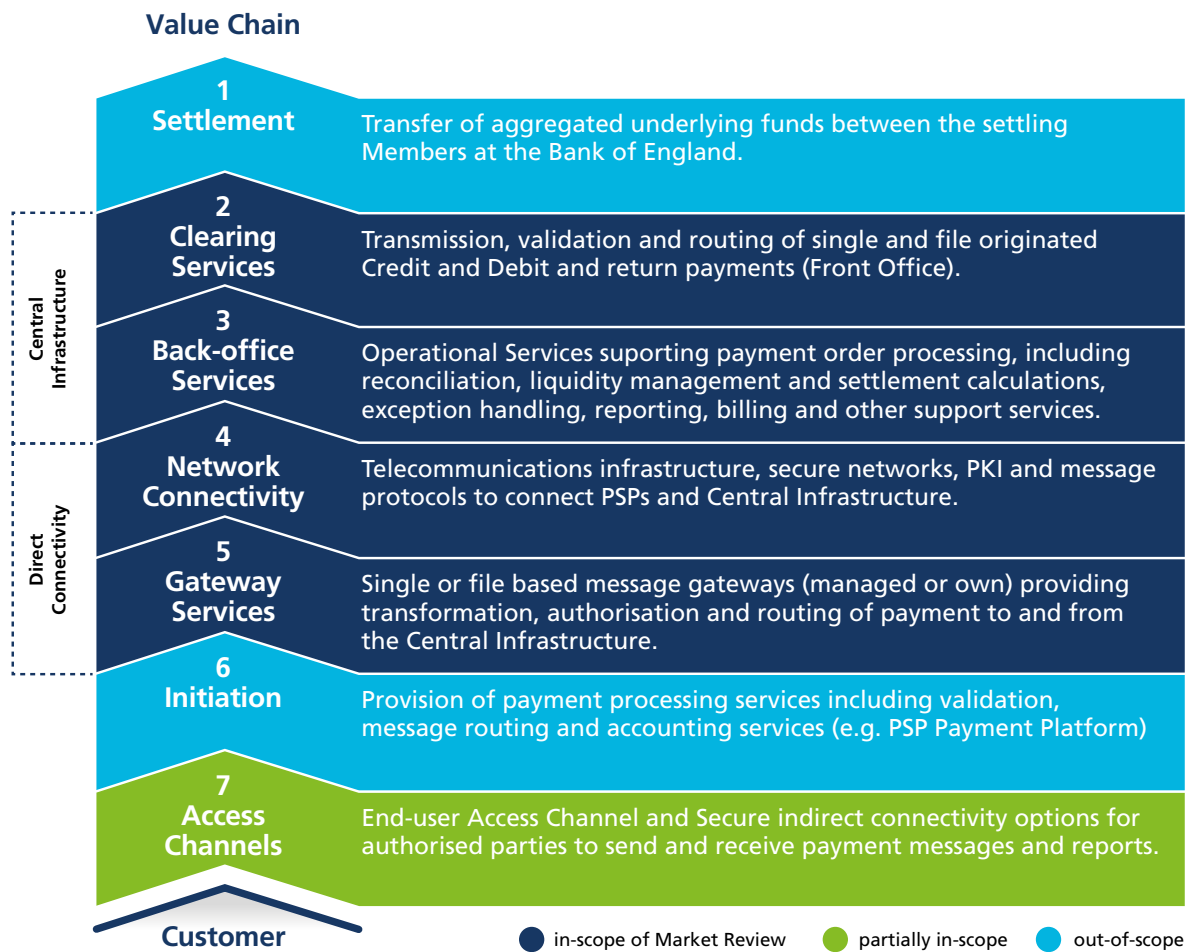 Value Chain
1
Settlement
Transfer of aggregated underlying funds between the settling
Members at the Bank of England.
Central
Infrastructure
2
Clearing
Services
Transmission, validation and routing of single and file originated
Credit and Debit and return payments (Front Office).
3
Back-office
Services
Operational Services suporting payment order processing, including
reconciliation, liquidity management and settlement calculations,
exception handling, reporting, billing and other support services.
Direct
Connectivity
4
Network
Connectivity
Telecommunications infrastructure, secure networks, PKI and message
protocols to connect PSPs and Central Infrastructure.
5
Gateway
Services
Single or file based message gateways (managed or own) providing
transformation, authorisation and routing of payment to and from
the Central Infrastructure.
6
Initiation
Provision of payment processing services including validation,
message routing and accounting services (e.g. PSP Payment Platform)
7
Access
Channels
End-user Access Channel and Secure indirect connectivity options for
authorised parties to send and receive payment messages and reports.
Customer
in-scope of Market Review
partially in-scope
out-of-scope